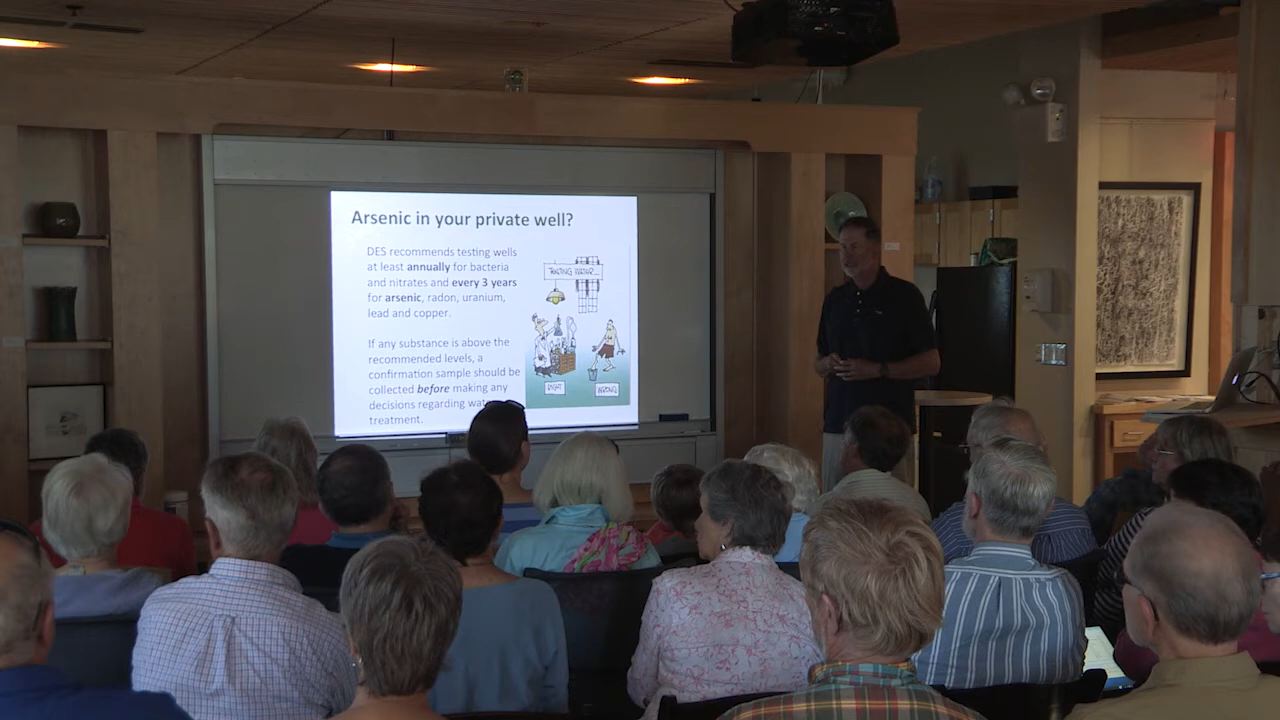 Arsenic in your private well?
DES recommends testing wells
at least annually for bacteria
and nitrates and every 3 years
for arsenic, radon, uranium,
lead and copper.
If any substance is above the
recommended levels, a
confirmation sample should be
collected before making any
decisions regarding
treatment.
TESTING WATER...
RIGHT
WRONG